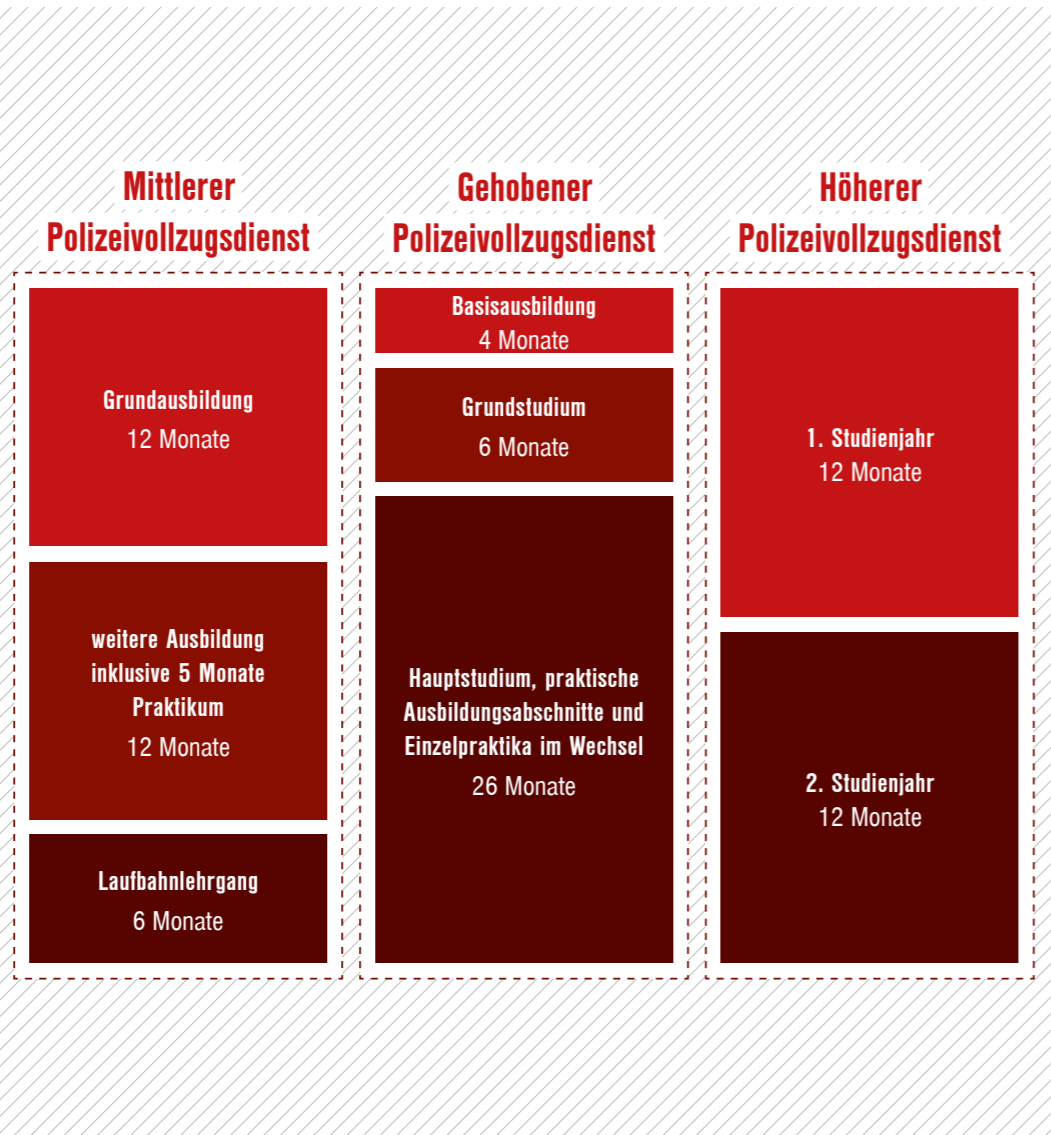 Mittlerer
Polizeivollzugsdienst
Grundausbildung
12 Monate
weitere Ausbildung
inklusive 5 Monate
Praktikum
12 Monate
Laufbahnlehrgang
6 Monate
Gehobener
Polizeivollzugsdienst
Basisausbildung
4 Monate
Grundstudium
6 Monate
Hauptstudium, praktische
Ausbildungsabschnitte und
Einzelpraktika im Wechsel
26 Monate
Höherer
Polizeivollzugsdienst
1. Studienjahr
12 Monate
2. Studienjahr
12 Monate